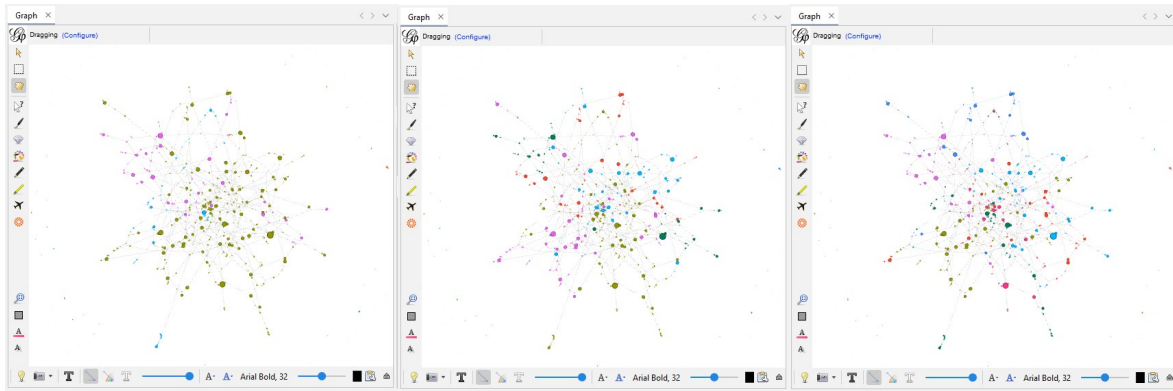 Graph ×
Dragging (Configure)
T T A- A- Arial Bold, 32
Graph ×
Dragging (Configure)
T T A- A- Arial Bold, 32
Graph ×
Dragging (Configure)
T T A- A- Arial Bold, 32